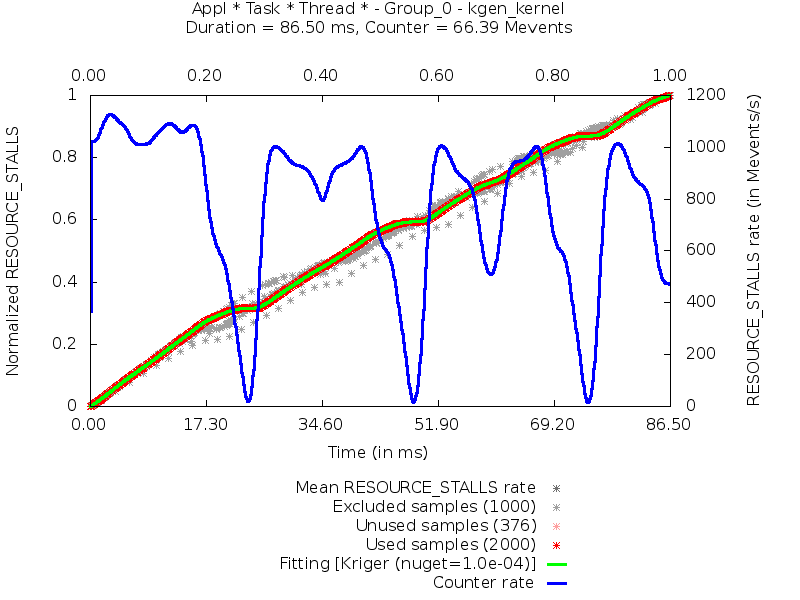 Appl * Task * Thread * - Group_0 - kgen_kernel
Duration = 86.50 ms, Counter = 66.39 Mevents
0.00 0.20 0.40 0.60 0.80 1.00
1
0.8
0.6
0.4
0.2
0
Normalized RESOURCE_STALLS
1200
1000
800
600
400
200
0
RESOURCE_STALLS rate (in Mevents/s)
0.00 17.30 34.60 51.90 69.20 86.50
Time (in ms)
Mean RESOURCE_STALLS rate
Excluded samples (1000)
Unused samples (376)
Used samples (2000)
Fitting [Kriger (nuget=1.0e-04)]
Counter rate